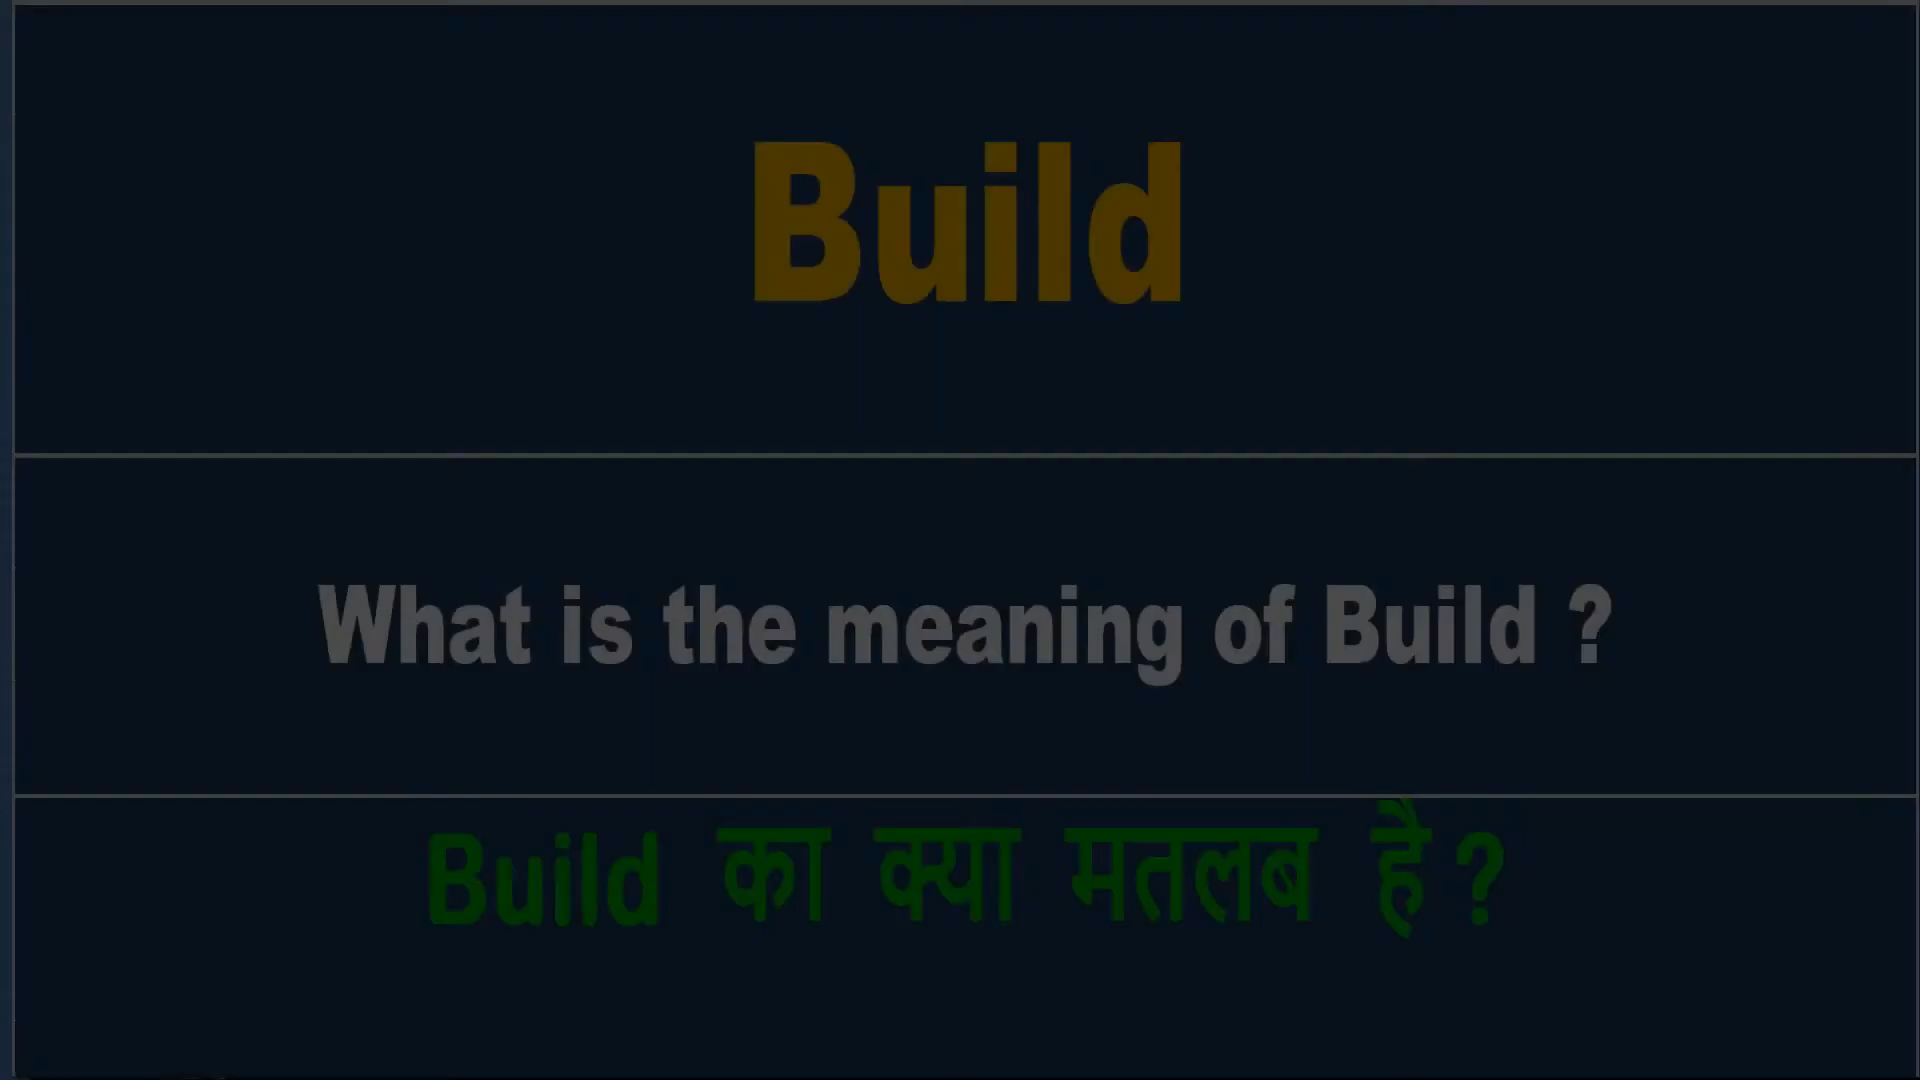 Build
What is the meaning of Build ?
Build का क्या मतलब है ?